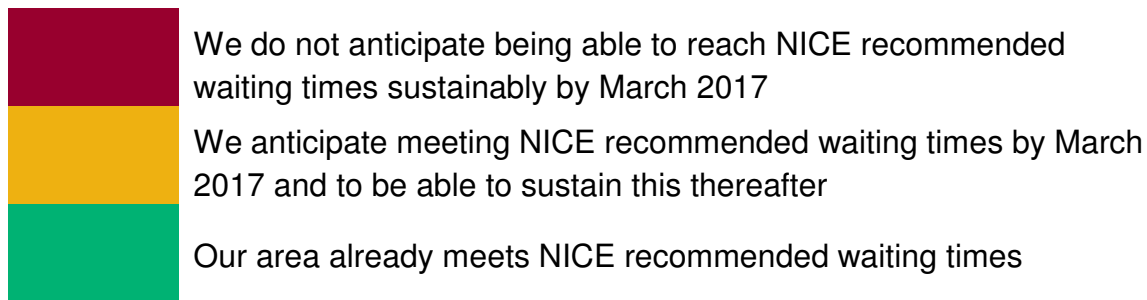 We do not anticipate being able to reach NICE recommended
waiting times sustainably by March 2017
We anticipate meeting NICE recommended waiting times by March
2017 and to be able to sustain this thereafter
Our area already meets NICE recommended waiting times